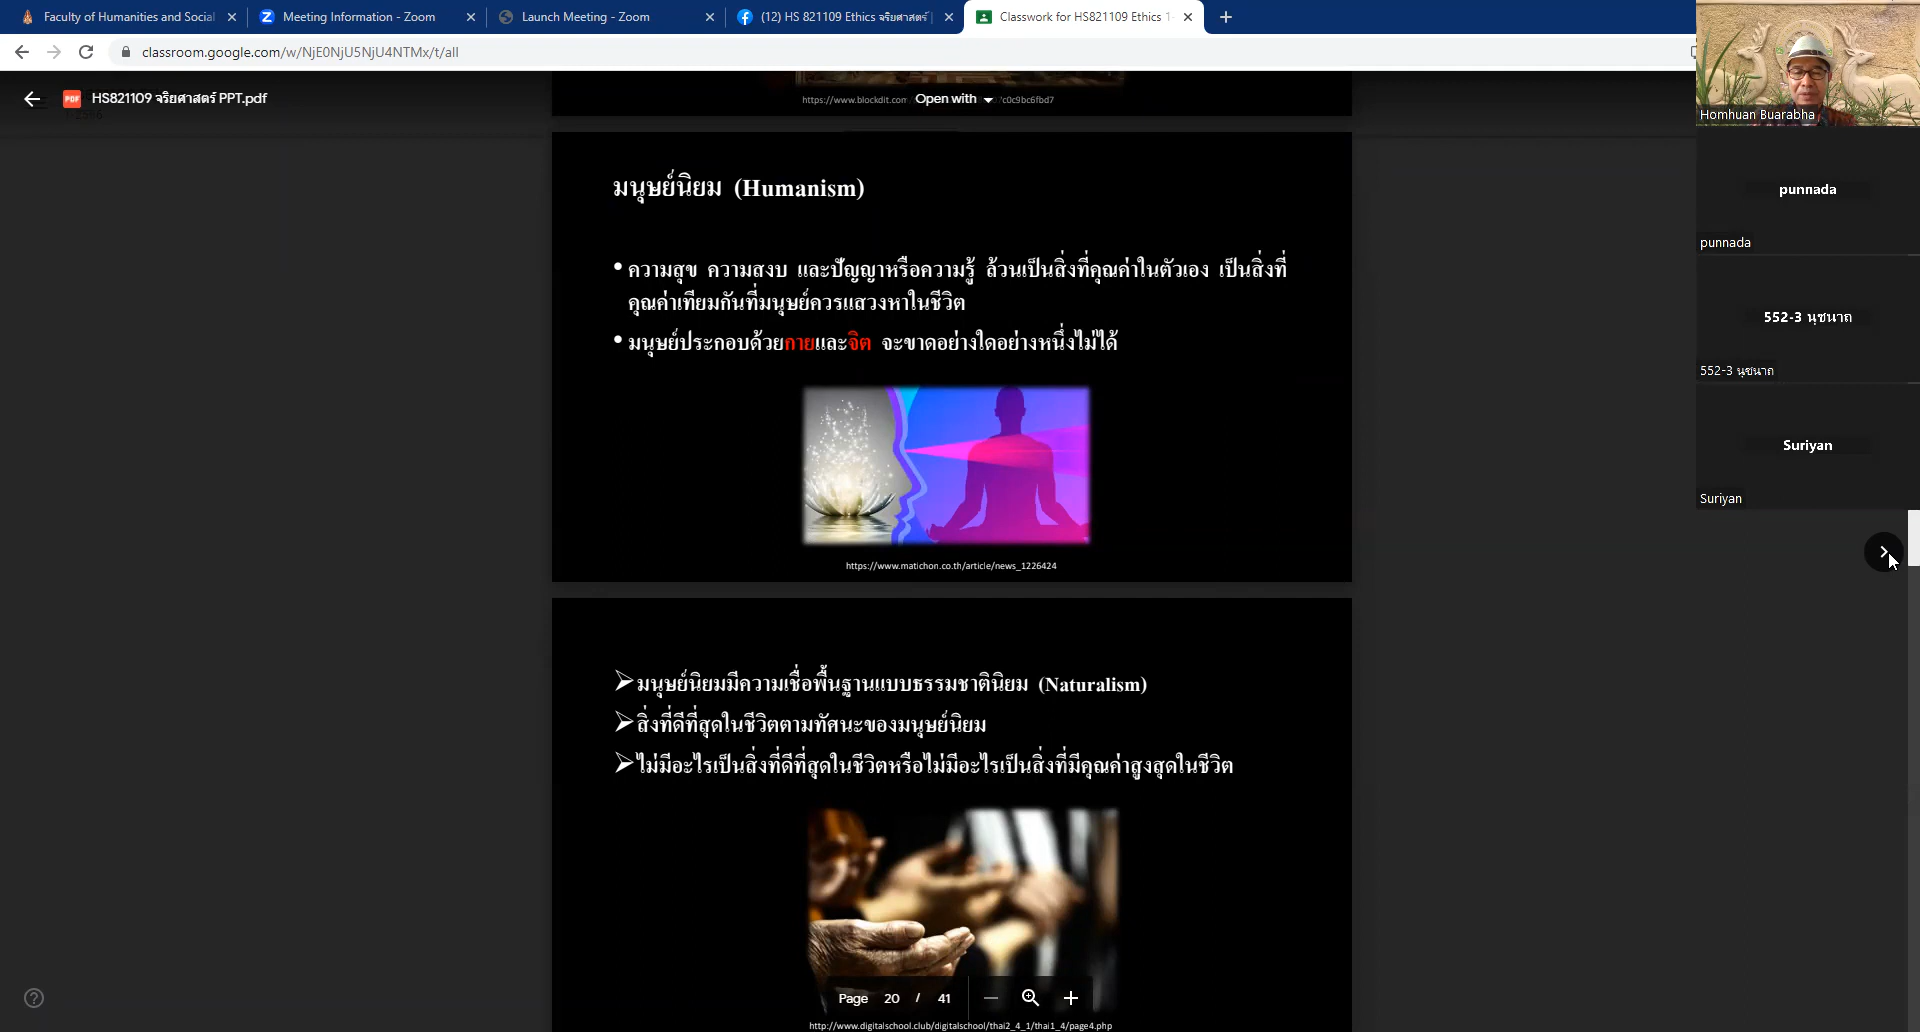 Faculty of Humanities and Social
Meeting Information - Zoom
Launch Meeting - Zoom
(12) HS 821109 Ethics จริยศาสตร์ |
Classwork for HS821109 Ethics 1
classroom.google.com/w/NjE0NjU5NjU4NTMx/t/all
PDF
HS821109 จริยศาสตร์ PPT.pdf
https://www.blockdit.com
Open with
7c0c9bc6fbd7
มนุษย์นิยม (Humanism)
• ความสุข ความสงบ และปัญญาหรือความรู้ ล้วนเป็นสิ่งที่คุณค่าในตัวเอง เป็นสิ่งที่
คุณค่าเทียมกันที่มนุษย์ควรแสวงหาในชีวิต
• มนุษย์ประกอบด้วยกายและจิต จะขาดอย่างใดอย่างหนึ่งไม่ได้
https://www.matichon.co.th/article/news_1226424
➢มนุษย์นิยมมีความเชื่อพื้นฐานแบบธรรมชาตินิยม (Naturalism)
➢สิ่งที่ดีที่สุดในชีวิตตามทัศนะของมนุษย์นิยม
➢ไม่มีอะไรเป็นสิ่งที่ดีที่สุดในชีวิตหรือไม่มีอะไรเป็นสิ่งที่มีคุณค่าสูงสุดในชีวิต
Page 20 / 41
http://www.digitalschool.club/digitalschool/thai2_4_1/thai1_4/page4.php
Homhuan Buarabha
punnada
punnada
552-3 นุชนาถ
552-3 นุชนาถ
Suriyan
Suriyan